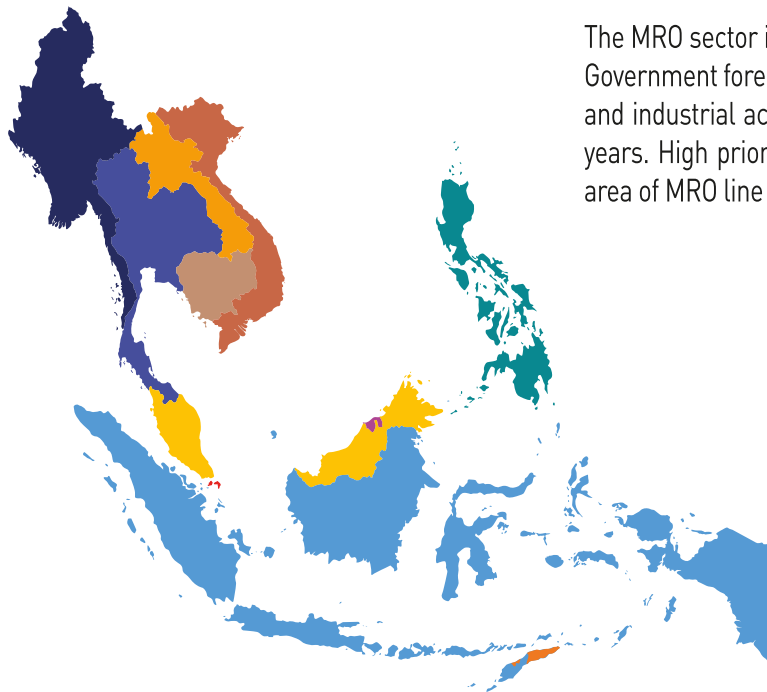 The MRO sector
Government fore
and industrial ac
years. High prior
area of MRO line